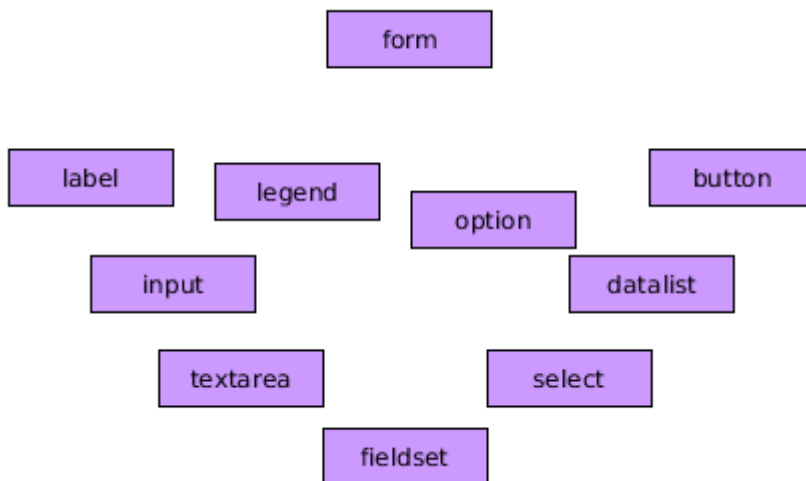 form
label
legend
option
button
input
datalist
textarea
select
fieldset